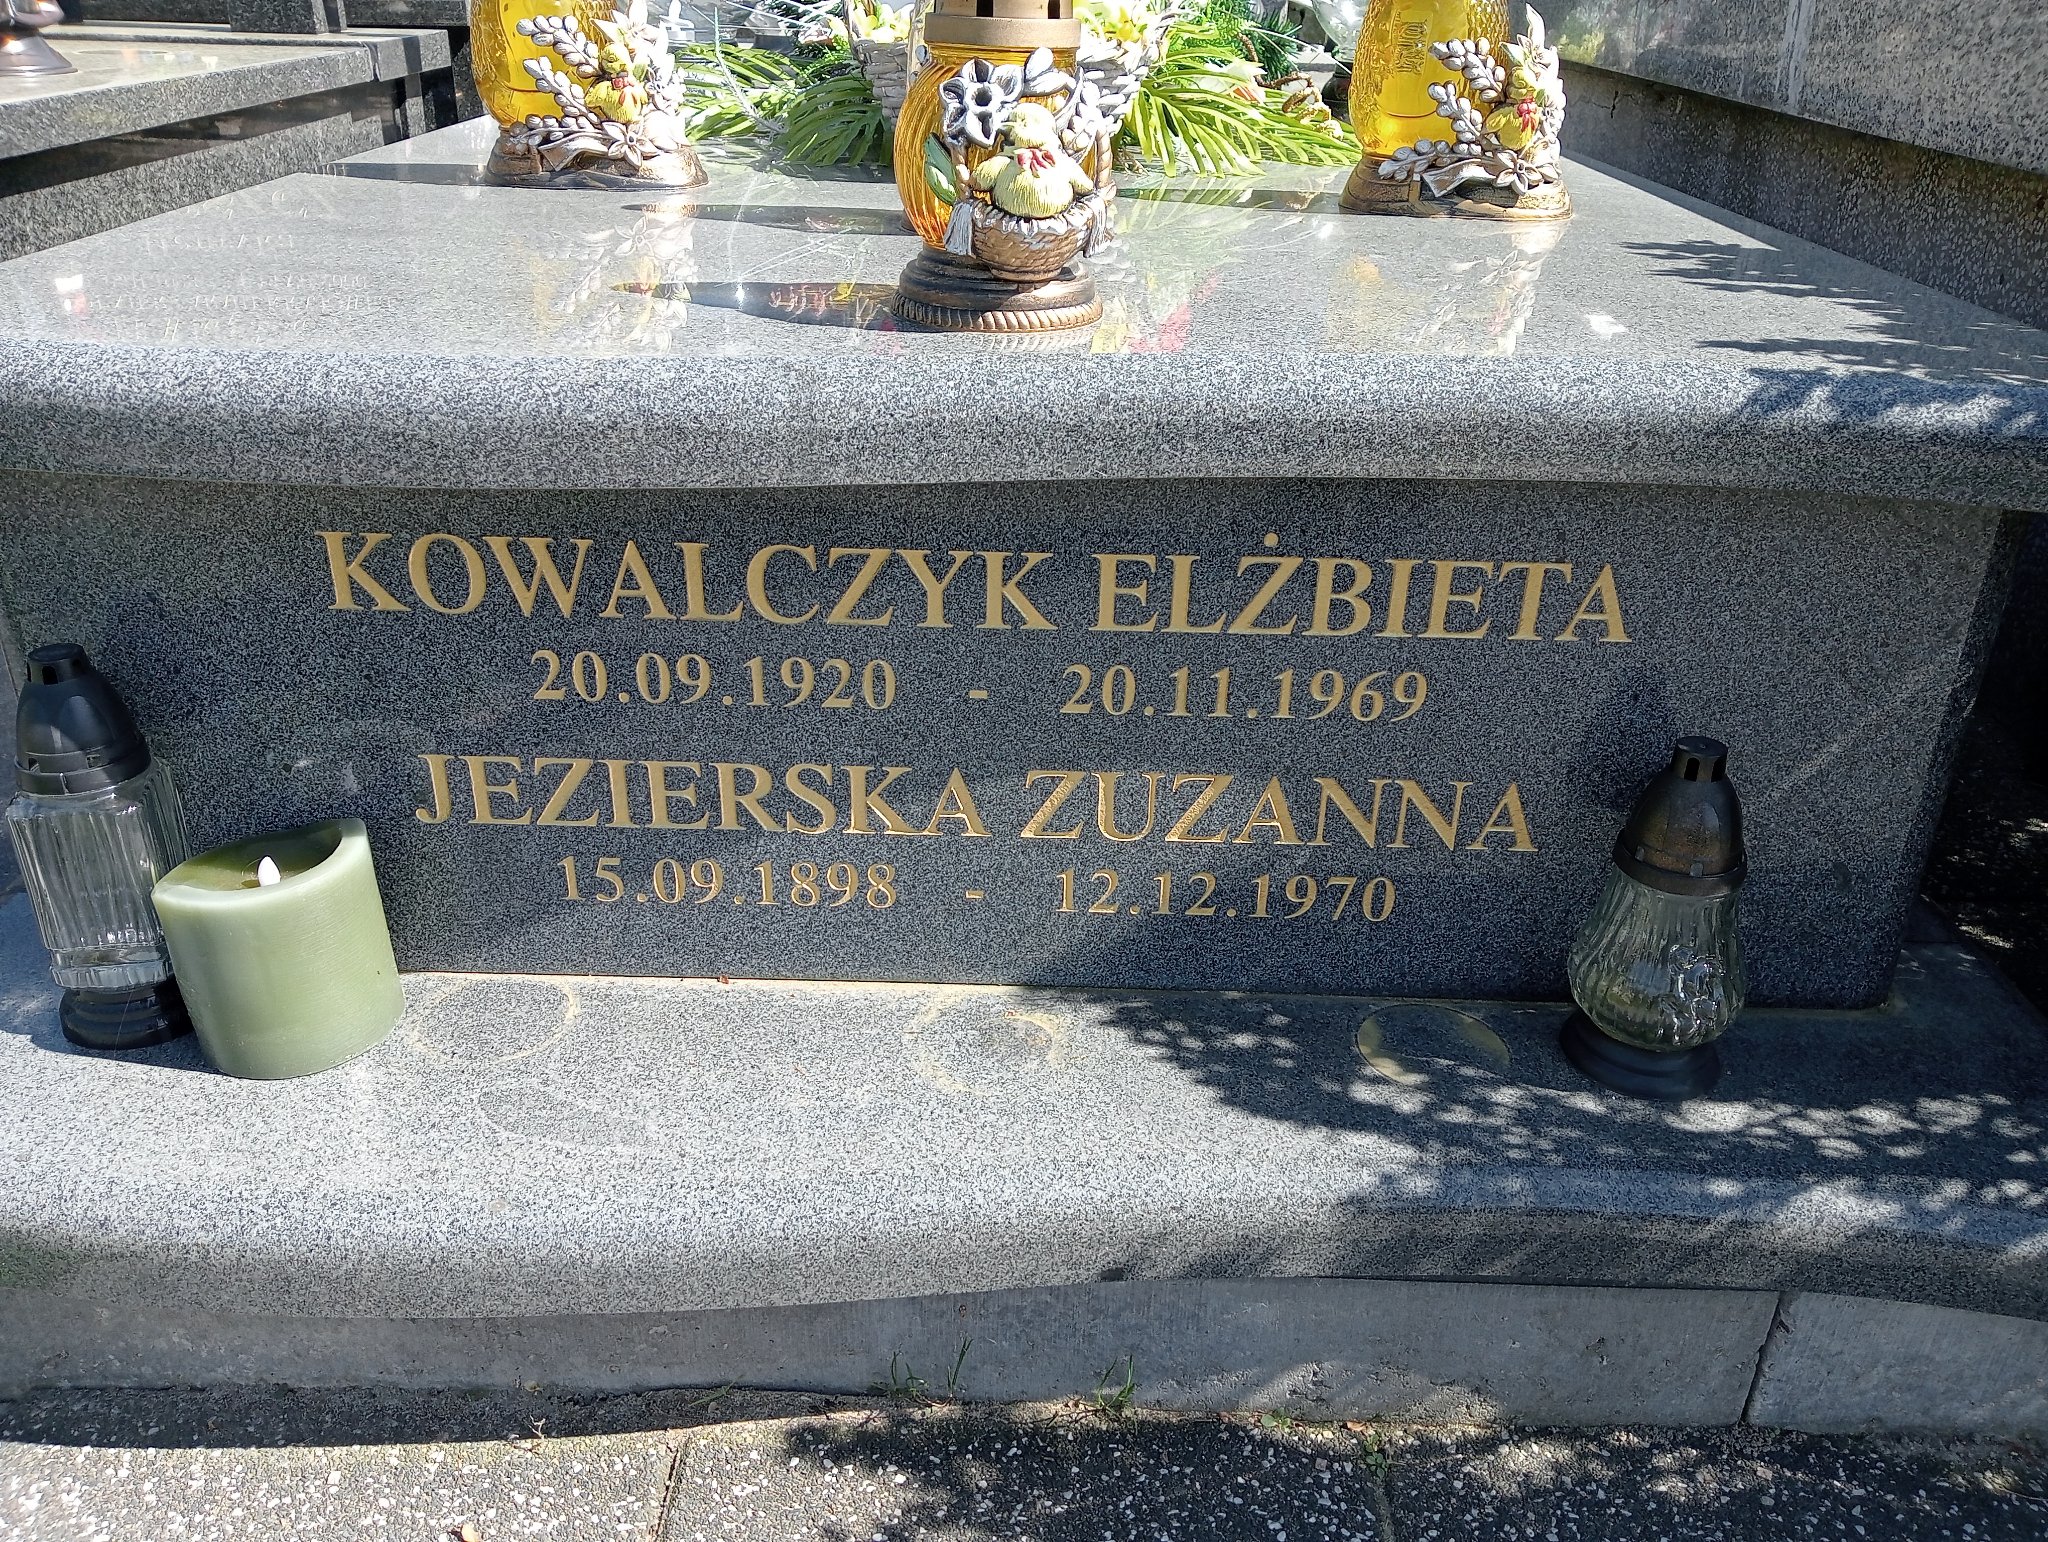 KOWALCZYK ELŻBIETA
20.09.1920 - 20.11.1969
JEZIERSKA ZUZANNA
15.09.1898 - 12.12.1970